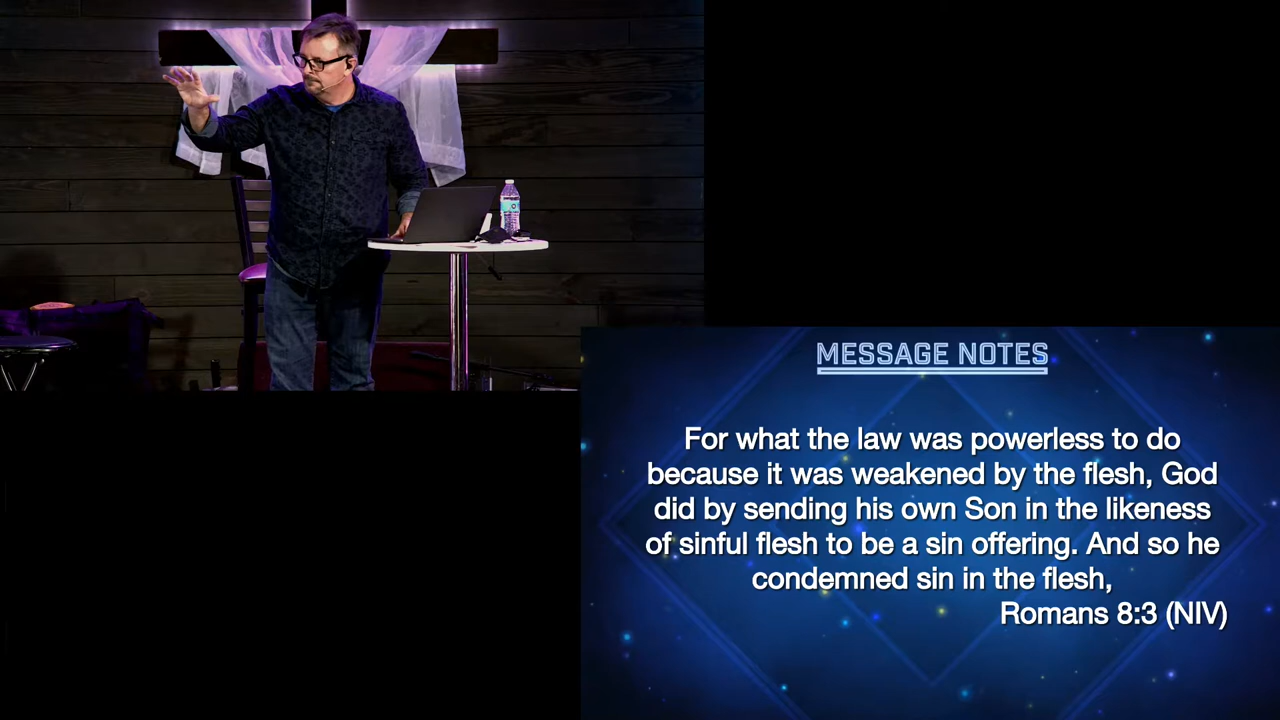 MESSAGE NOTES
For what the law was powerless to do
because it was weakened by the flesh, God
did by sending his own Son in the likeness
of sinful flesh to be a sin offering. And so he
condemned sin in the flesh,
Romans 8:3 (NIV)